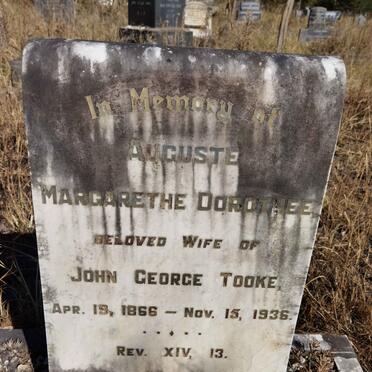 In Memory of
Auguste
Margarethe Dorothee,
Beloved Wife of
John George Tooke,
Apr. 19, 1866 — Nov. 15, 1936.
Rev. XIV, 13.